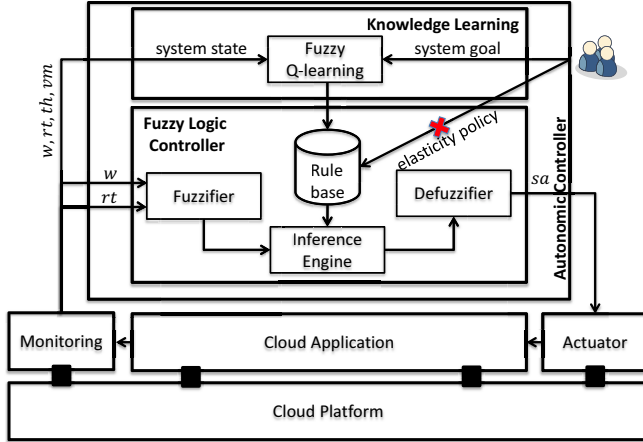 Knowledge Learning
system state
Fuzzy
Q-learning
system goal
w, rt, th, vm
Fuzzy Logic
Controller
Rule
base
elasticity policy
w
rt
Fuzzifier
Defuzzifier
sa
Inference
Engine
Autonomic Controller
Monitoring
Cloud Application
Actuator
Cloud Platform